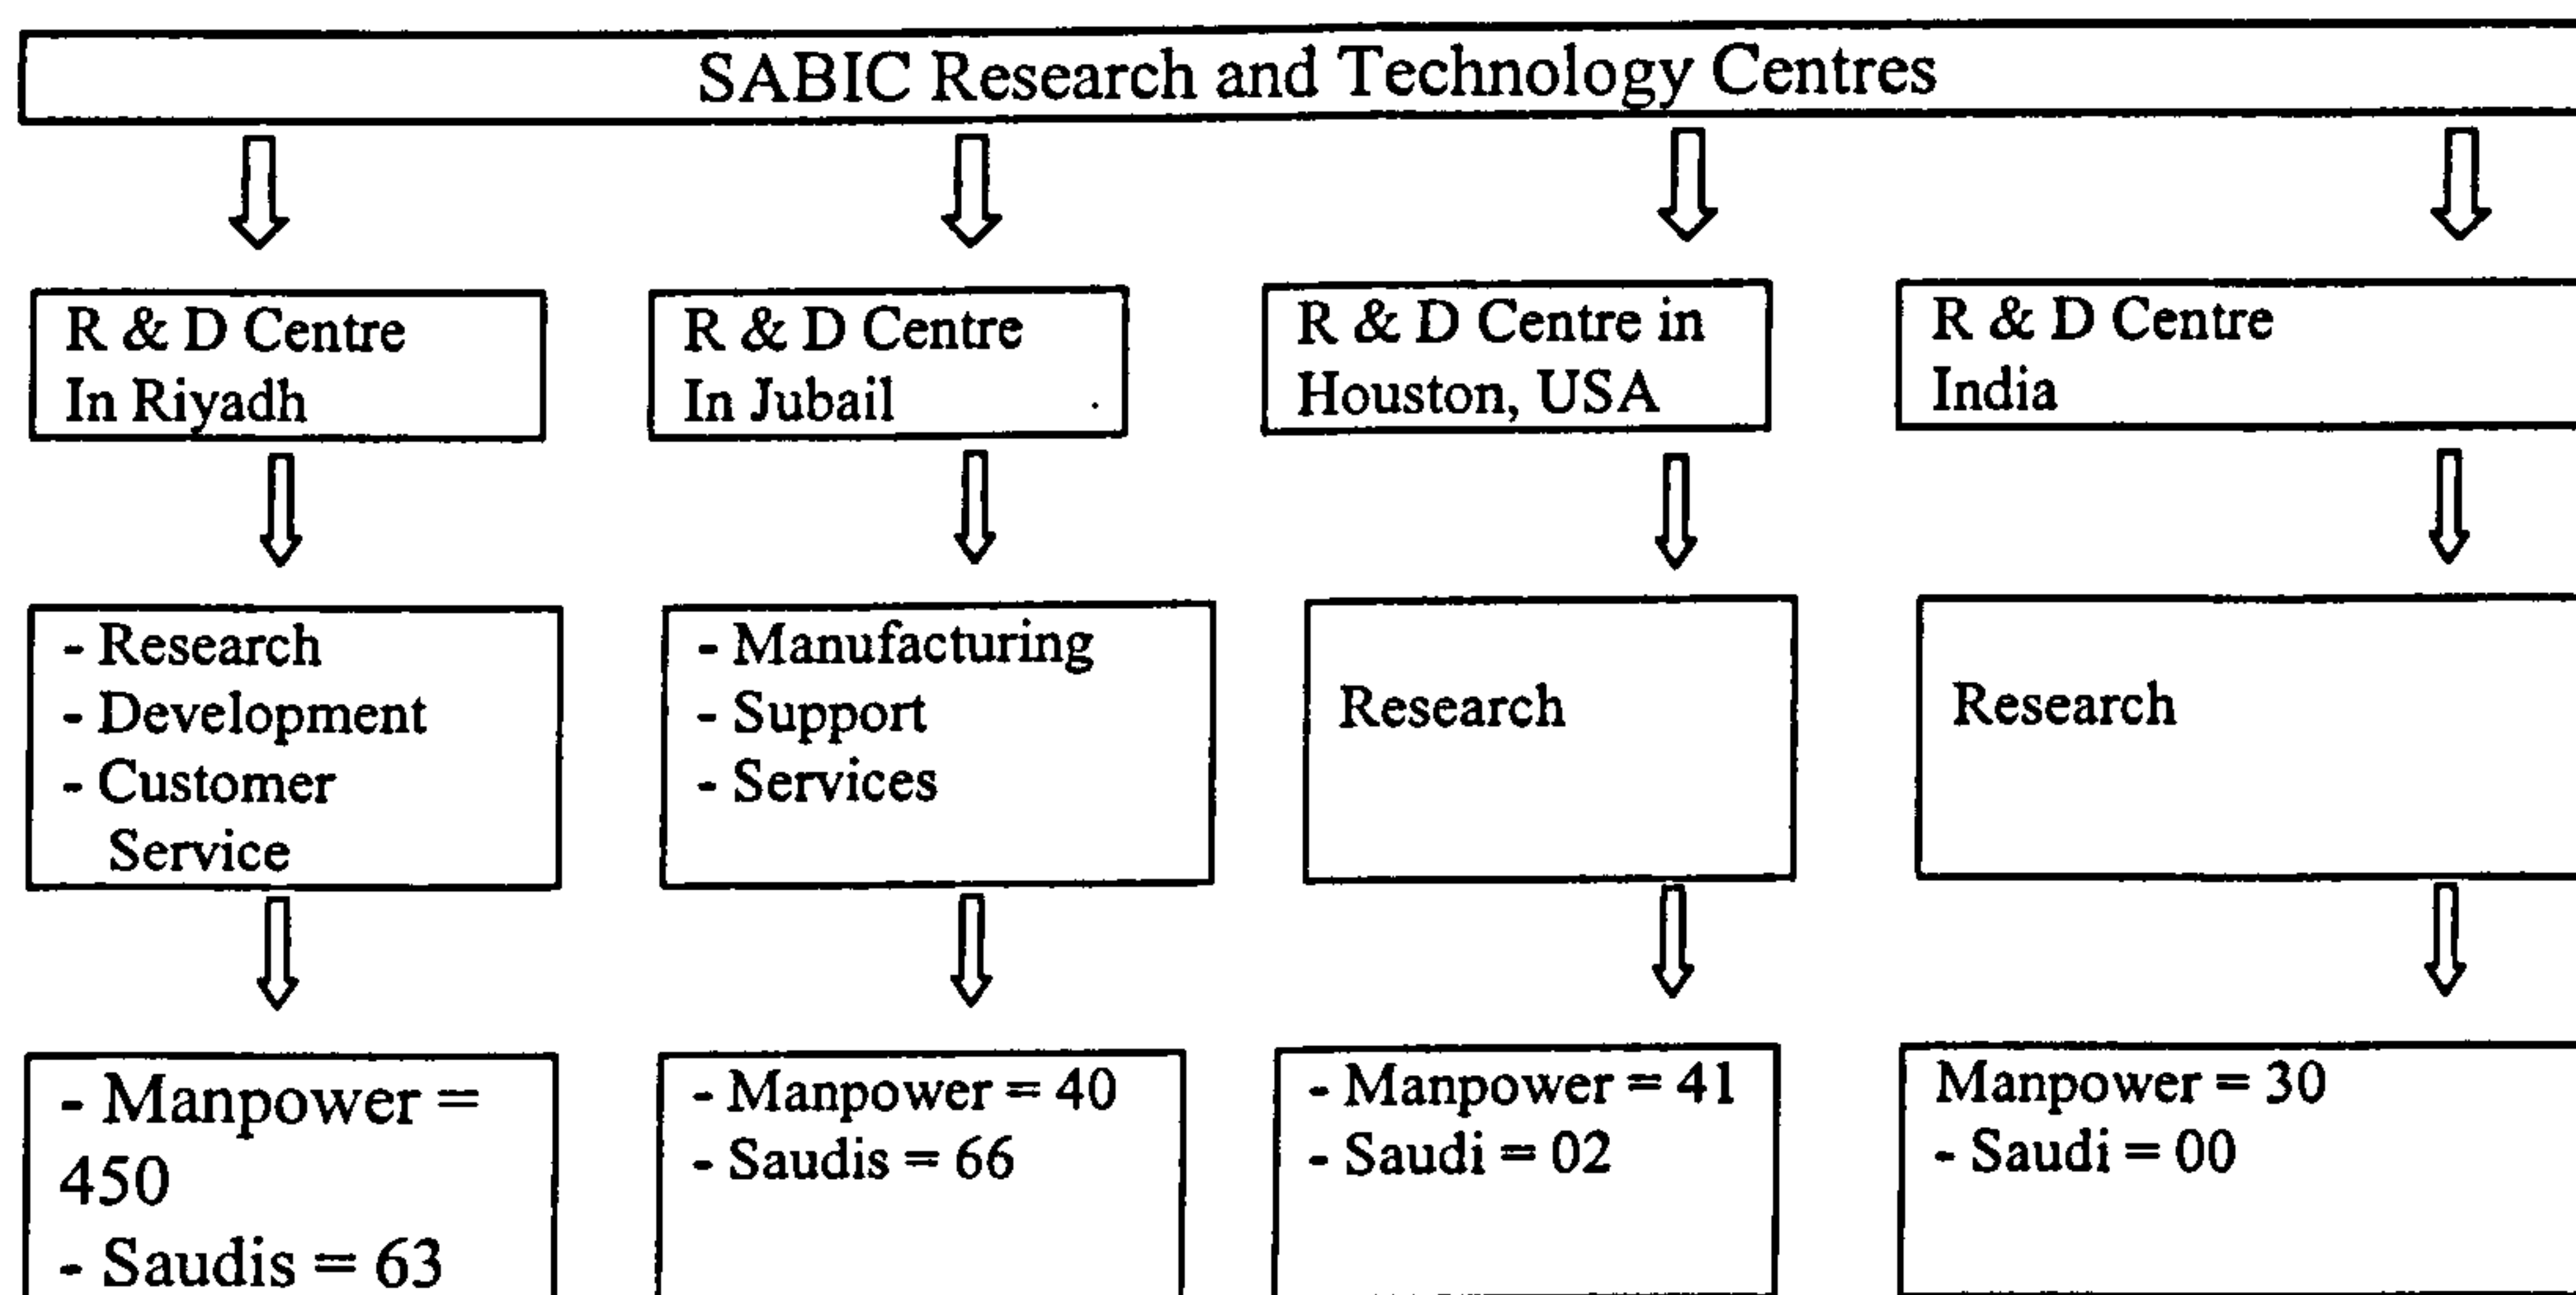 SABIC Research and Technology Centres
R & D Centre
In Riyadh
R & D Centre
In Jubail
R & D Centre in
Houston, USA
R & D Centre
India
- Research
- Development
- Customer
Service
- Manufacturing
- Support
- Services
Research
Research
- Manpower =
450
- Saudis = 63
- Manpower = 40
- Saudis = 66
- Manpower = 41
- Saudi = 02
Manpower = 30
- Saudi = 00